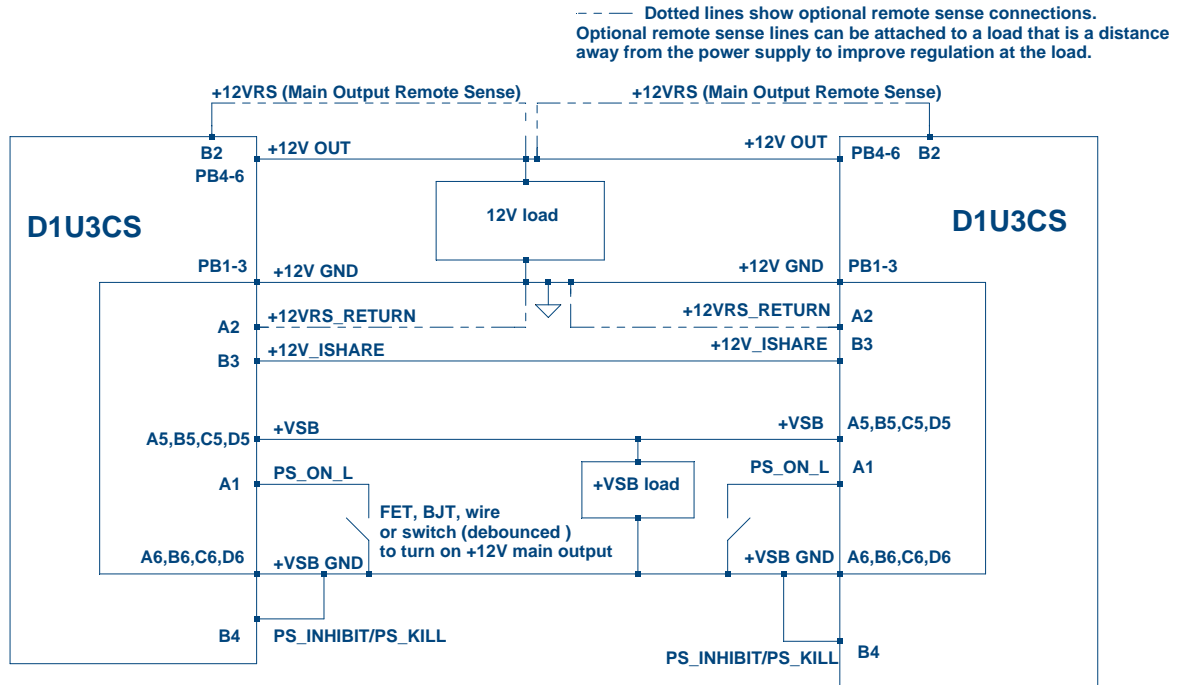 Dotted lines show optional remote sense connections.
Optional remote sense lines can be attached to a load that is a distance
away from the power supply to improve regulation at the load.
+12VRS (Main Output Remote Sense)
+12VRS (Main Output Remote Sense)
B2
+12V OUT
+12V OUT
PB4-6
B2
PB4-6
D1U3CS
12V load
D1U3CS
PB1-3
+12V GND
+12V GND
PB1-3
A2
+12VRS_RETURN
+12VRS_RETURN
A2
B3
+12V_ISHARE
+12V_ISHARE
B3
A5,B5,C5,D5
+VSB
+VSB
A5,B5,C5,D5
A1
PS_ON_L
+VSB load
PS_ON_L
A1
FET, BJT, wire
or switch (debounced )
to turn on +12V main output
A6,B6,C6,D6
+VSB GND
+VSB GND
A6,B6,C6,D6
B4
PS_INHIBIT/PS_KILL
PS_INHIBIT/PS_KILL
B4